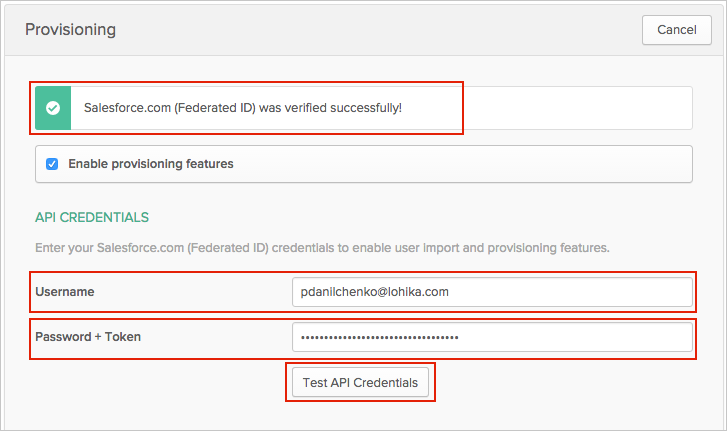 Provisioning
Cancel
Salesforce.com (Federated ID) was verified successfully!
Enable provisioning features
API CREDENTIALS
Enter your Salesforce.com (Federated ID) credentials to enable user import and provisioning features.
Username
pdanilchenko@lohika.com
Password + Token
••••••••••••••••••••••••••••••••••
Test API Credentials